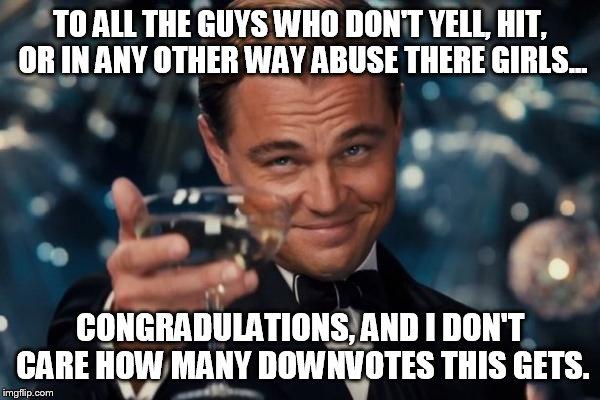 TO ALL THE GUYS WHO DON'T YELL, HIT,
OR IN ANY OTHER WAY ABUSE THERE GIRLS...
CONGRADULATIONS, AND I DON'T
CARE HOW MANY DOWNVOTES THIS GETS.
imgflip.com